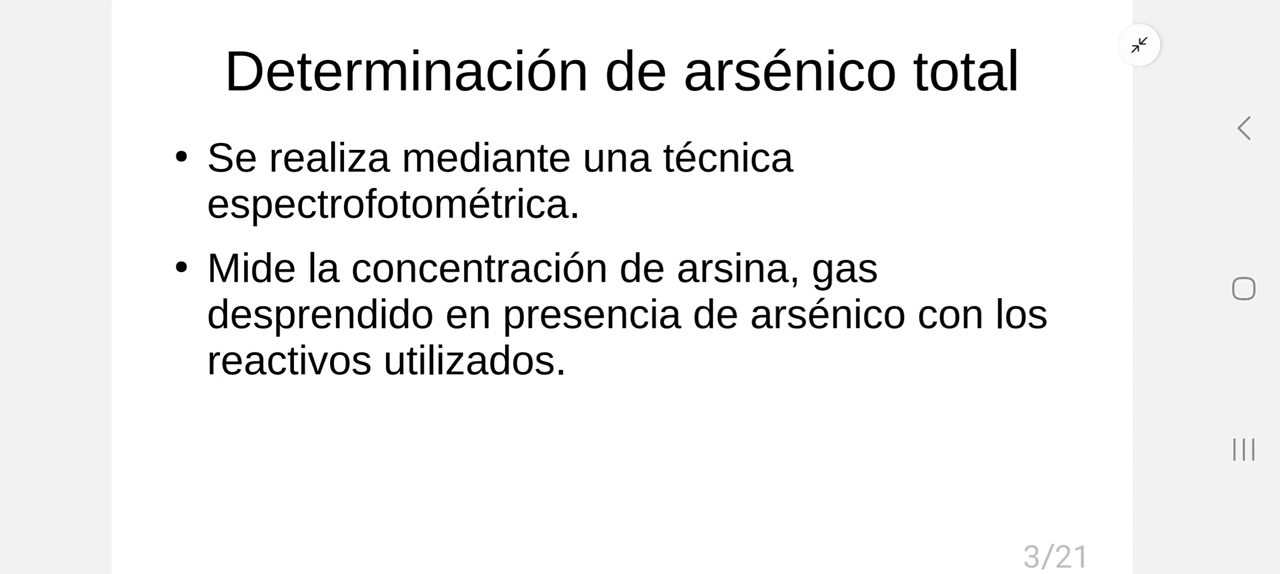 Determinación de arsénico total
• Se realiza mediante una técnica
espectrofotométrica.
• Mide la concentración de arsina, gas
desprendido en presencia de arsénico con los
reactivos utilizados.
3/21